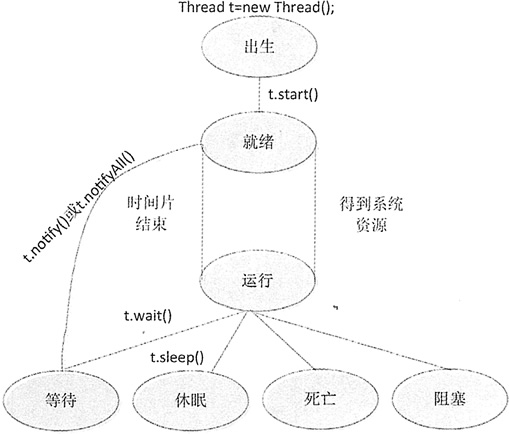 Thread t=new Thread();
出生
t.start()
就绪
t.notify()或t.notifyAll()
时间片
结束
得到系统
资源
运行
t.wait()
t.sleep()
等待
休眠
死亡
阻塞